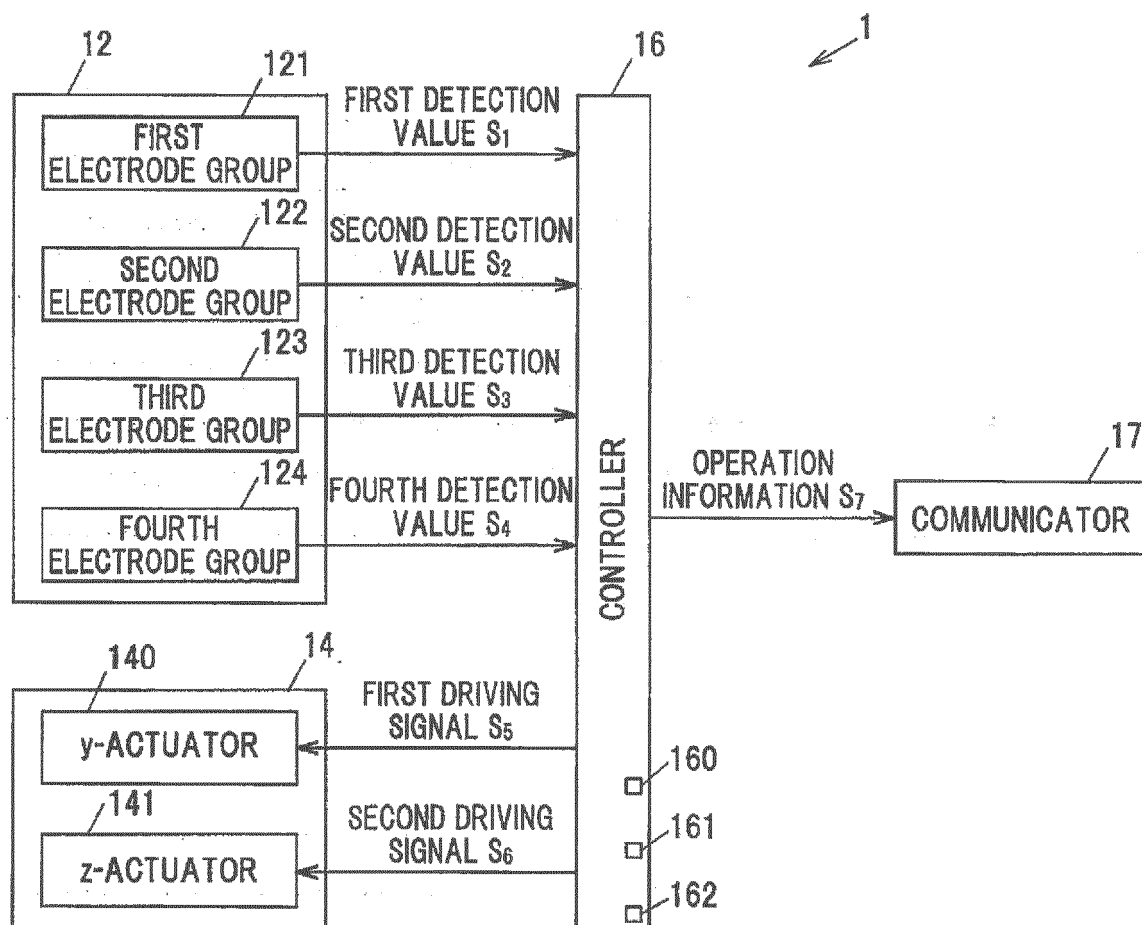 1
12
121
FIRST
ELECTRODE GROUP
122
SECOND
ELECTRODE GROUP
123
THIRD
ELECTRODE GROUP
124
FOURTH
ELECTRODE GROUP
FIRST DETECTION
VALUE S1
SECOND DETECTION
VALUE S2
THIRD DETECTION
VALUE S3
FOURTH DETECTION
VALUE S4
16
CONTROLLER
OPERATION
INFORMATION S7
17
COMMUNICATOR
14
140
y-ACTUATOR
141
z-ACTUATOR
FIRST DRIVING
SIGNAL S5
SECOND DRIVING
SIGNAL S6
160
161
162